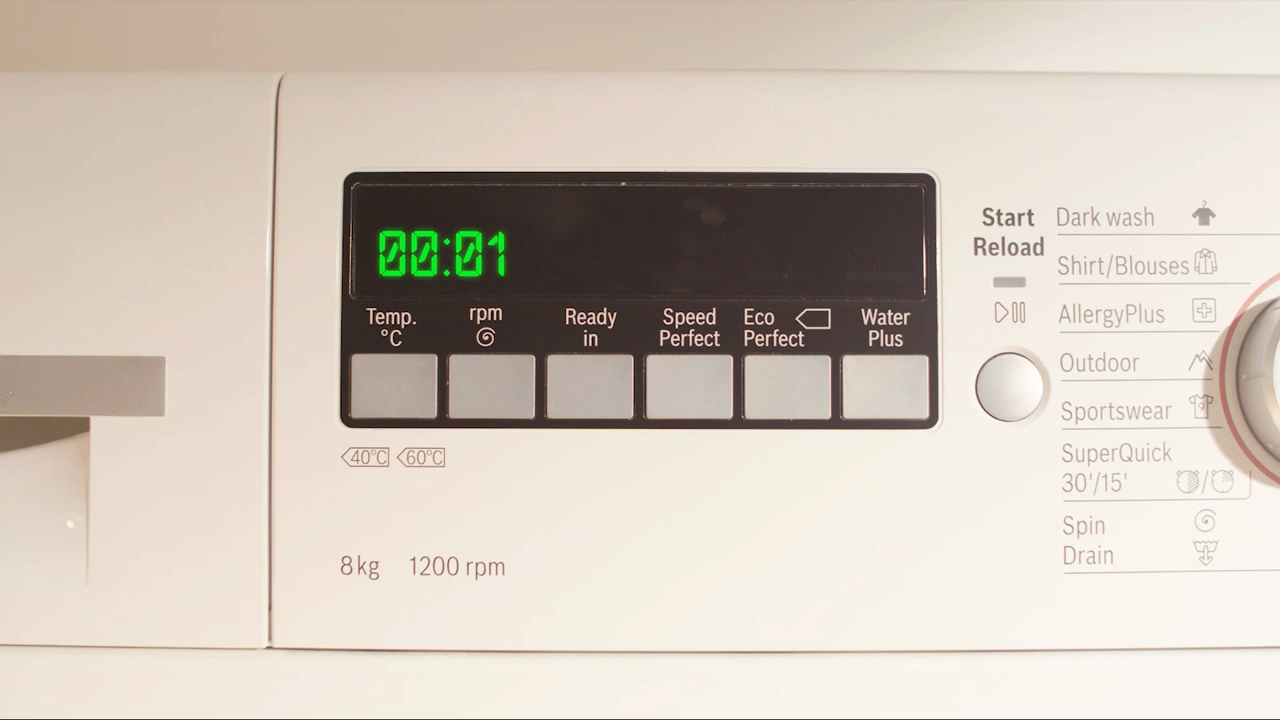 00:01
Temp.
°C
rpm
Ready
in
Speed
Perfect
Eco
Perfect
Water
Plus
40°C 60°C
8 kg 1200 rpm
Start
Reload
Dark wash
Shirt/Blouses
AllergyPlus
Outdoor
Sportswear
SuperQuick
30'/15'
Spin
Drain